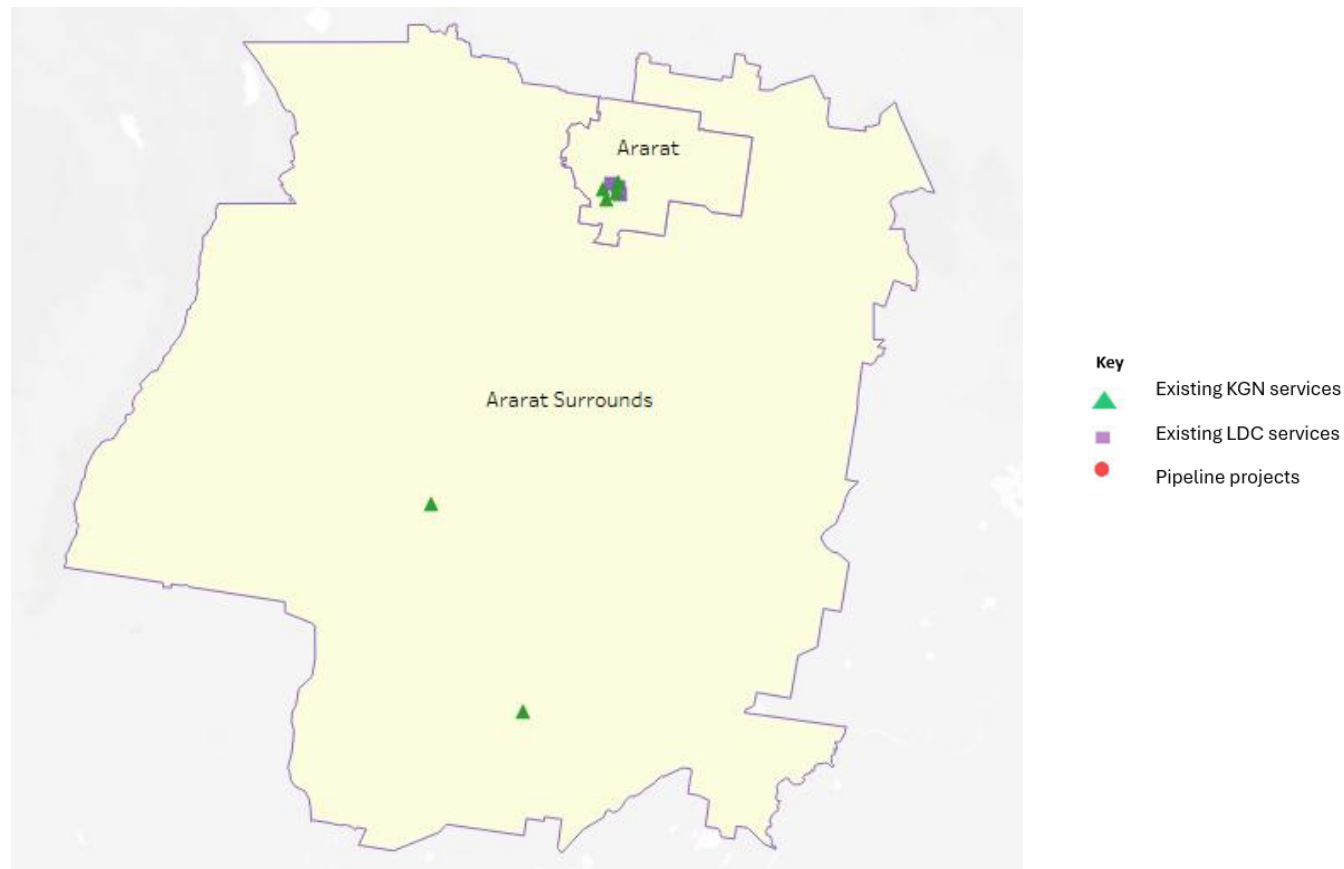 Ararat
Ararat Surrounds
Key
Existing KGN services
Existing LDC services
Pipeline projects